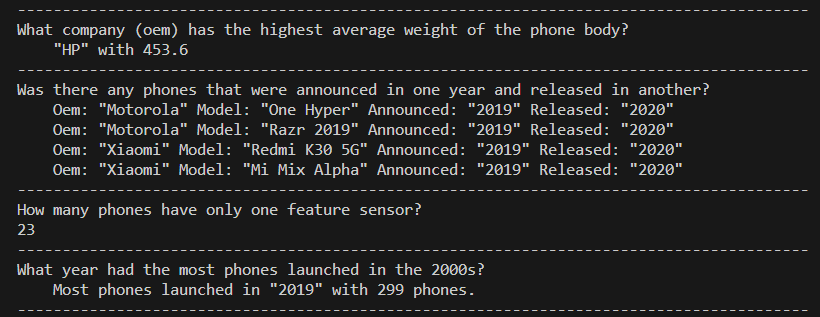 ----------------------------------------------------------------------------------------
What company (oem) has the highest average weight of the phone body?
    "HP" with 453.6
----------------------------------------------------------------------------------------
Was there any phones that were announced in one year and released in another?
    Oem: "Motorola" Model: "One Hyper" Announced: "2019" Released: "2020"
    Oem: "Motorola" Model: "Razr 2019" Announced: "2019" Released: "2020"
    Oem: "Xiaomi" Model: "Redmi K30 5G" Announced: "2019" Released: "2020"
    Oem: "Xiaomi" Model: "Mi Mix Alpha" Announced: "2019" Released: "2020"
----------------------------------------------------------------------------------------
How many phones have only one feature sensor?
23
----------------------------------------------------------------------------------------
What year had the most phones launched in the 2000s?
    Most phones launched in "2019" with 299 phones.
----------------------------------------------------------------------------------------